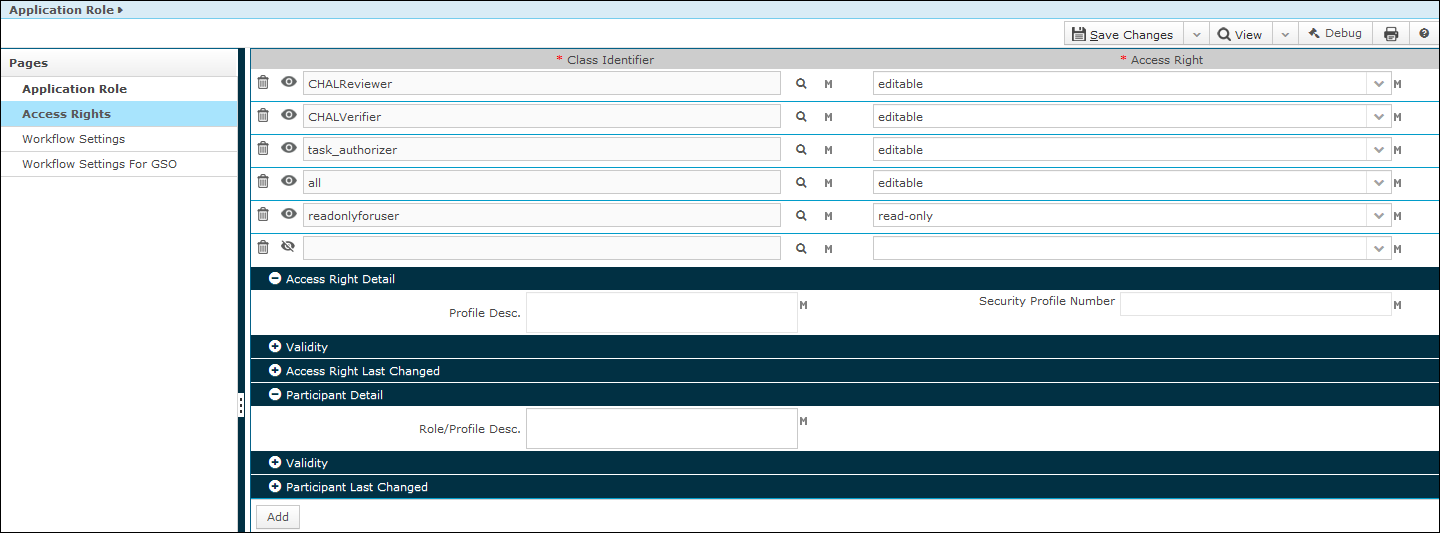 Application Role
Save Changes View Debug
Pages
Application Role
Access Rights
Workflow Settings
Workflow Settings For GSO
* Class Identifier * Access Right
CHALReviewer M editable M
CHALVerifier M editable M
task_authorizer M editable M
all M editable M
readonlyforuser M read-only M
M M
Access Right Detail
Profile Desc. M Security Profile Number M
Validity
Access Right Last Changed
Participant Detail
Role/Profile Desc. M
Validity
Participant Last Changed
Add